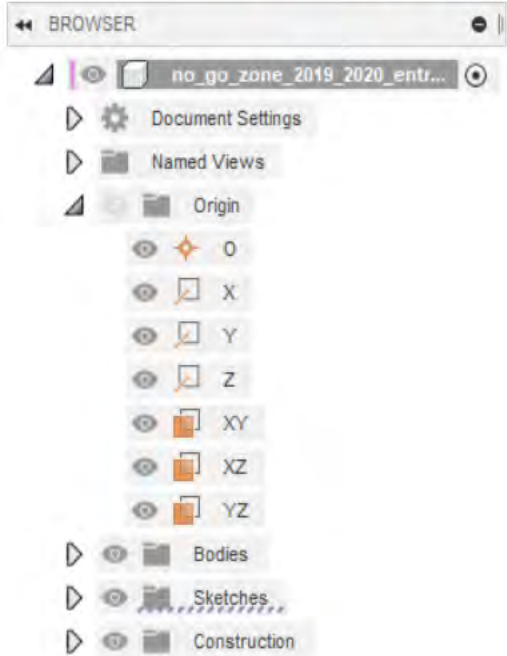 BROWSER
no_go_zone_2019_2020_entr...
Document Settings
Named Views
Origin
O
X
Y
Z
XY
XZ
YZ
Bodies
Sketches
Construction